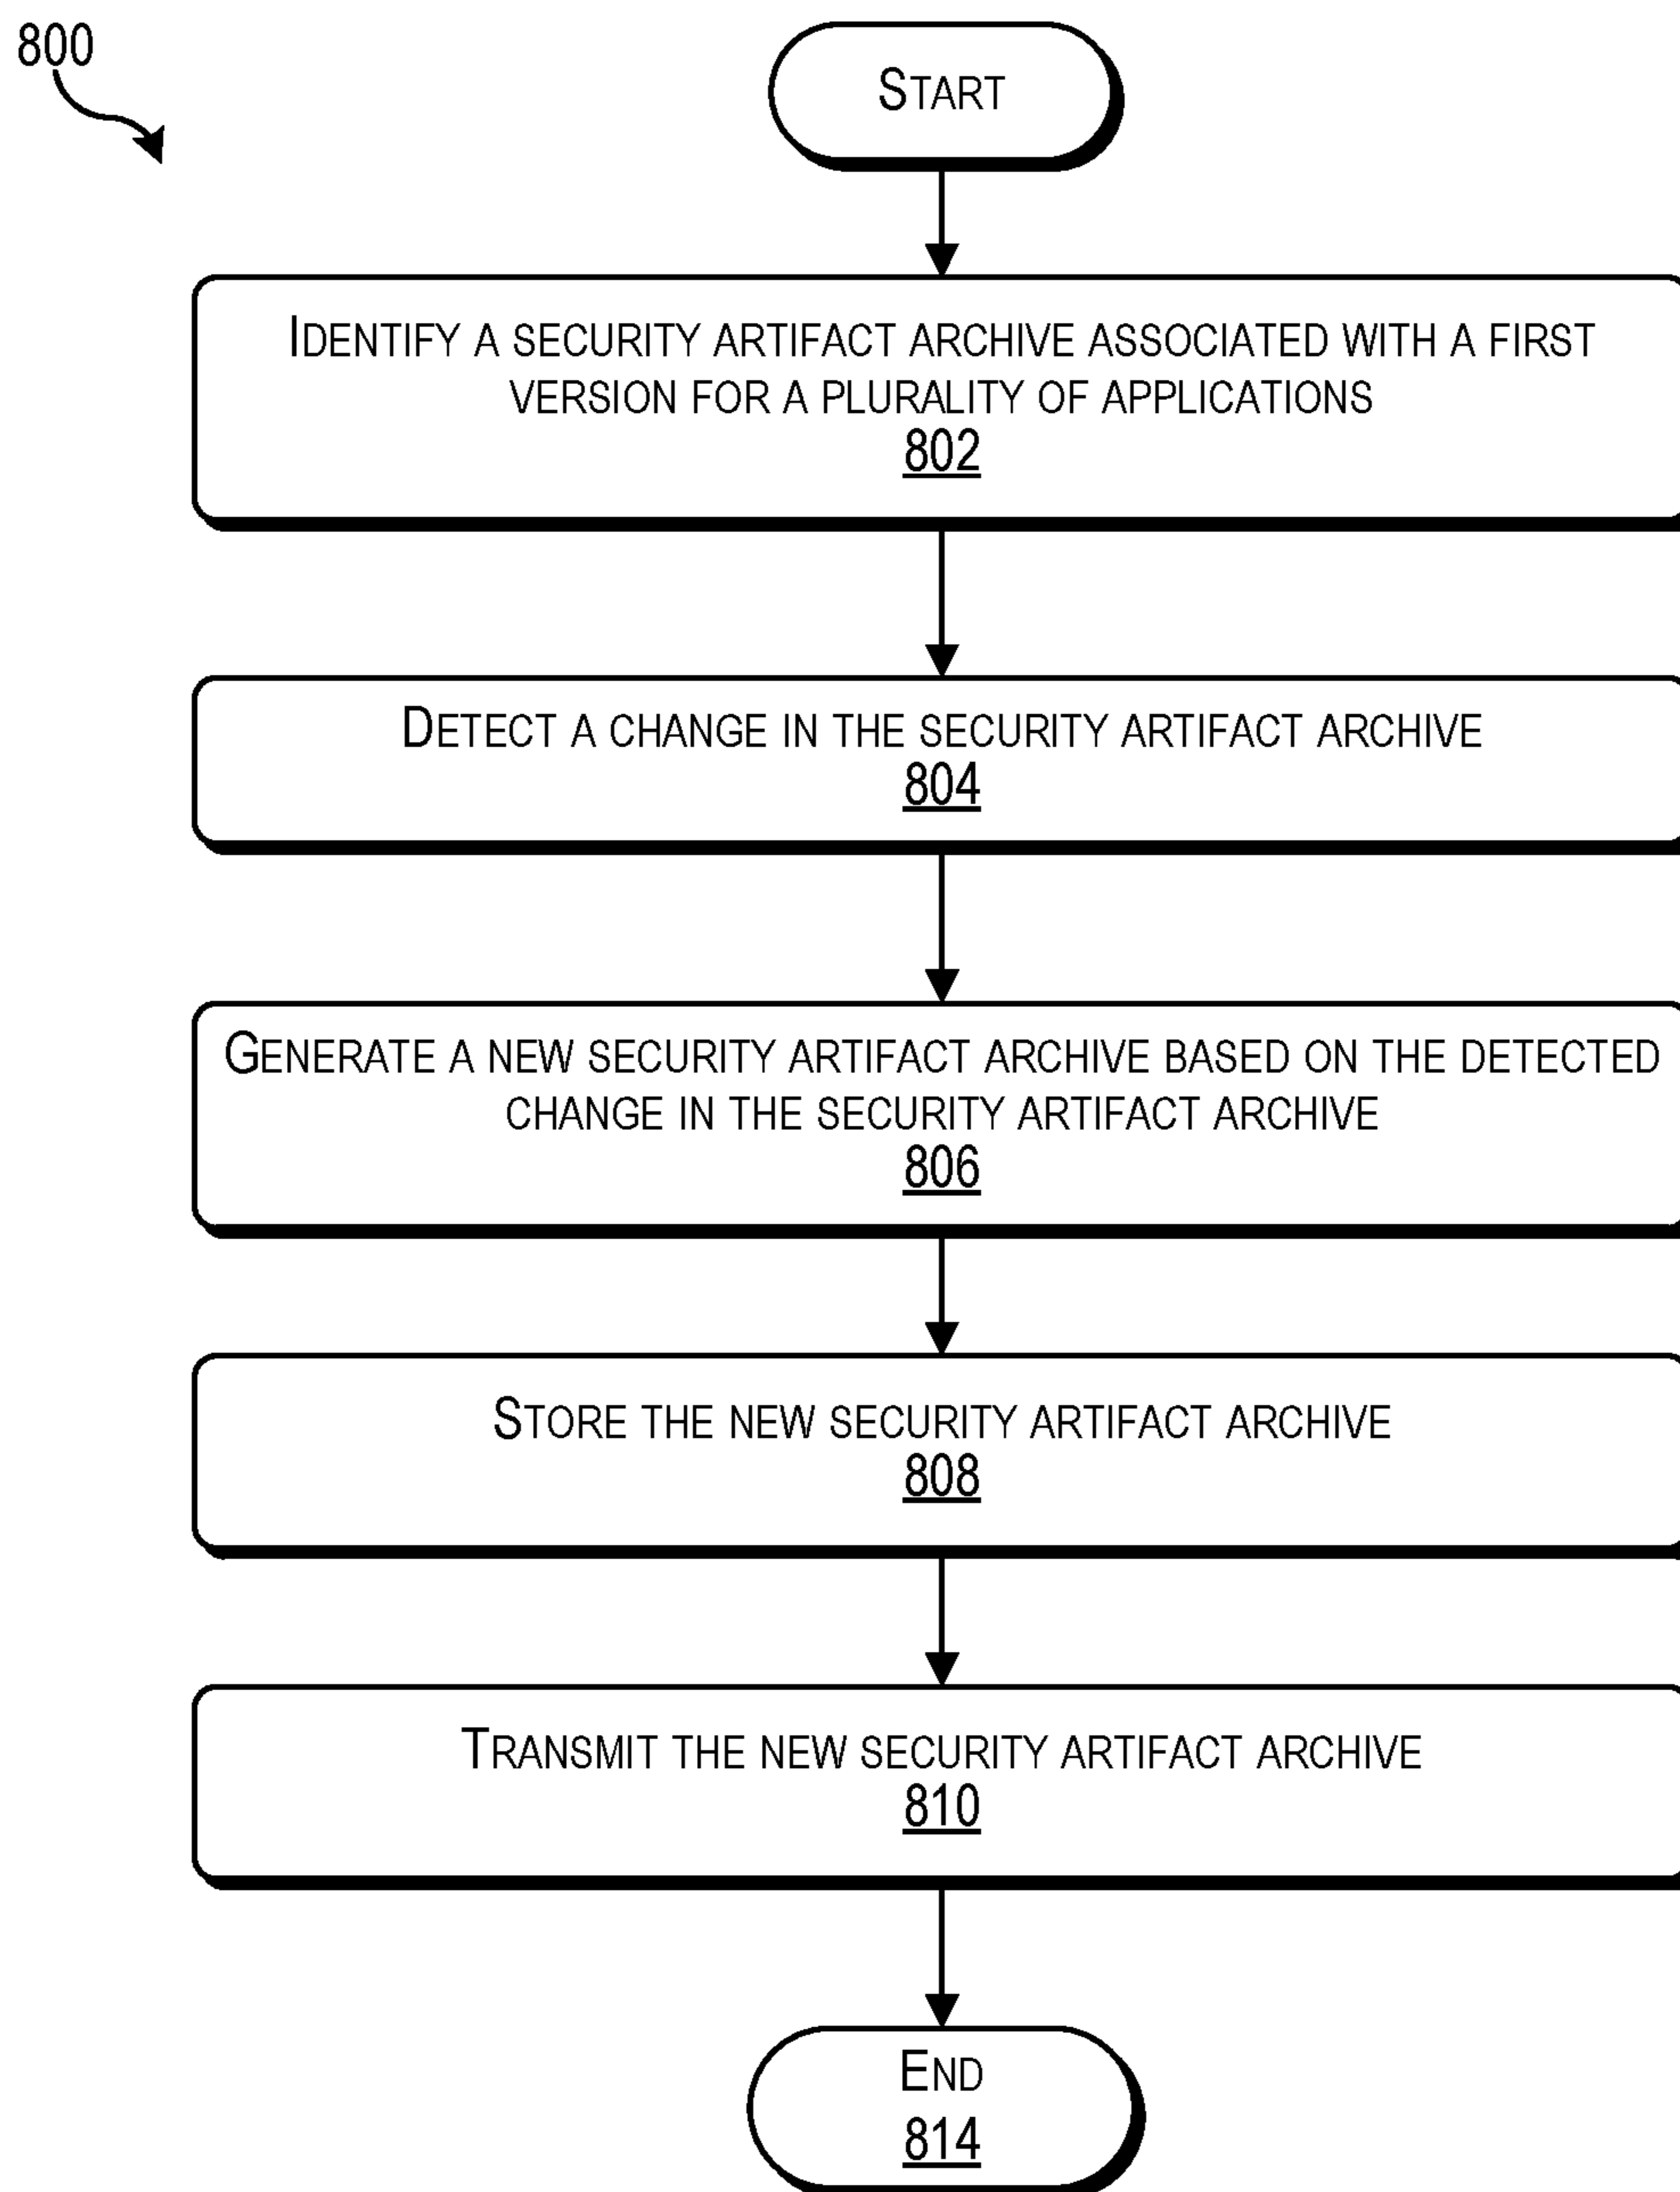 800
START
IDENTIFY A SECURITY ARTIFACT ARCHIVE ASSOCIATED WITH A FIRST
VERSION FOR A PLURALITY OF APPLICATIONS
802
DETECT A CHANGE IN THE SECURITY ARTIFACT ARCHIVE
804
GENERATE A NEW SECURITY ARTIFACT ARCHIVE BASED ON THE DETECTED
CHANGE IN THE SECURITY ARTIFACT ARCHIVE
806
STORE THE NEW SECURITY ARTIFACT ARCHIVE
808
TRANSMIT THE NEW SECURITY ARTIFACT ARCHIVE
810
END
814